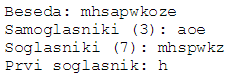 Beseda: mhsapwkoze
Samoglasniki (3): aoe
Soglasniki (7): mhspwkz
Prvi soglasnik: h